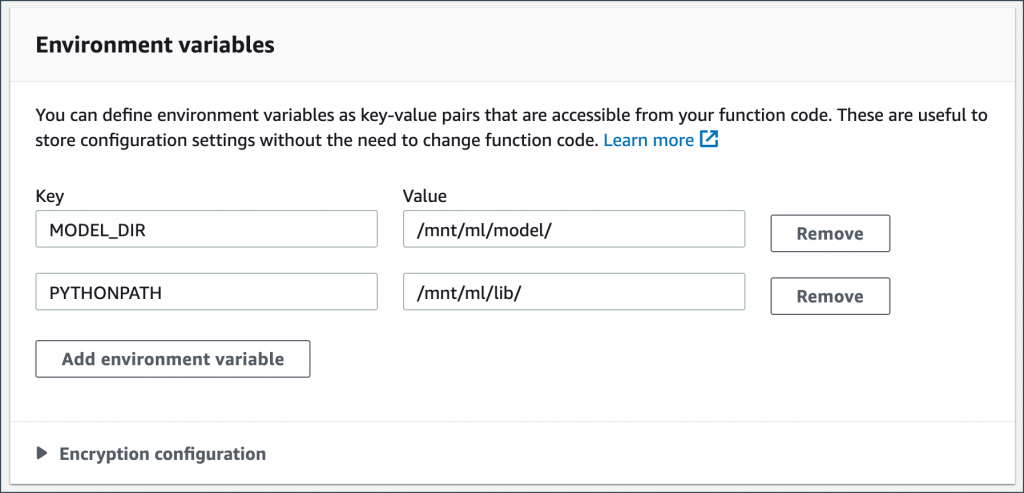 Environment variables
You can define environment variables as key-value pairs that are accessible from your function code. These are useful to
store configuration settings without the need to change function code. Learn more
Key Value
MODEL_DIR /mnt/ml/model/ Remove
PYTHONPATH /mnt/ml/lib/ Remove
Add environment variable
Encryption configuration